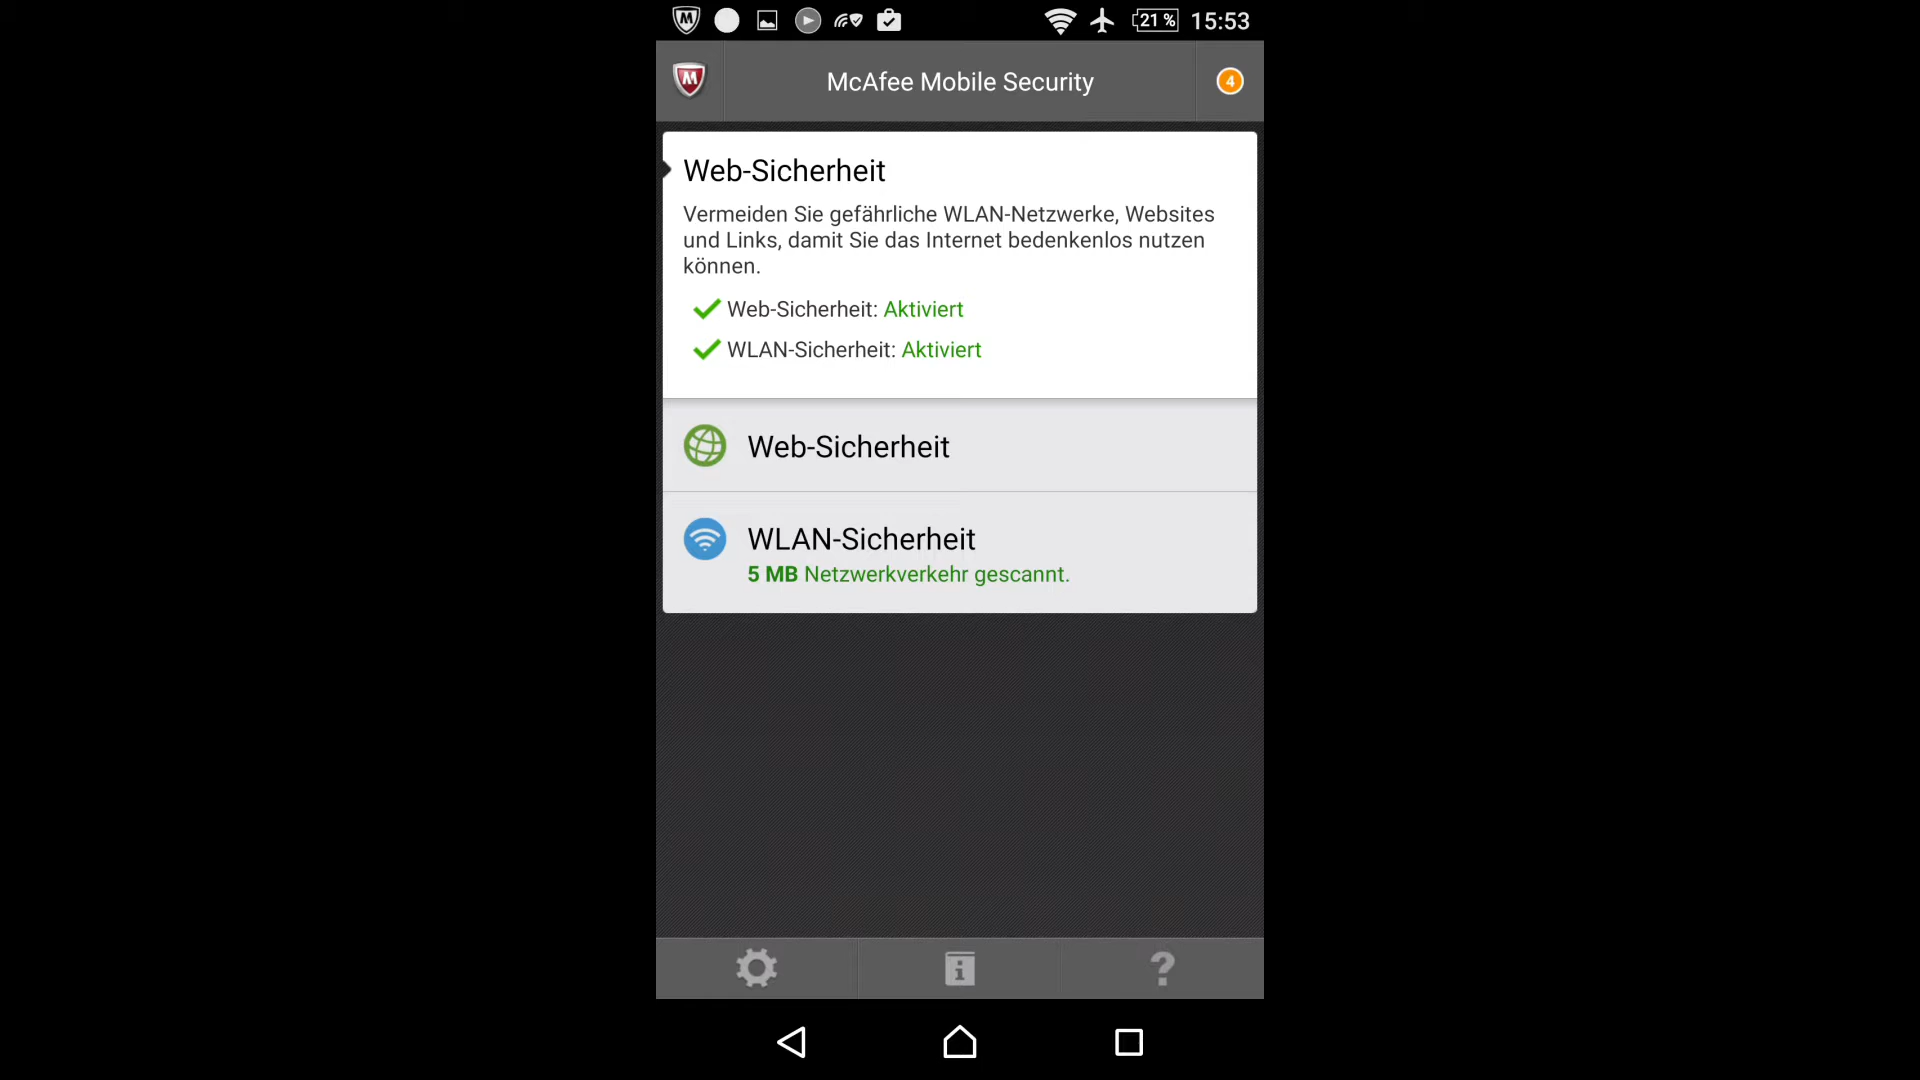 21 % 15:53
McAfee Mobile Security
4
Web-Sicherheit
Vermeiden Sie gefährliche WLAN-Netzwerke, Websites
und Links, damit Sie das Internet bedenkenlos nutzen
können.
Web-Sicherheit: Aktiviert
WLAN-Sicherheit: Aktiviert
Web-Sicherheit
WLAN-Sicherheit
5 MB Netzwerkverkehr gescannt.